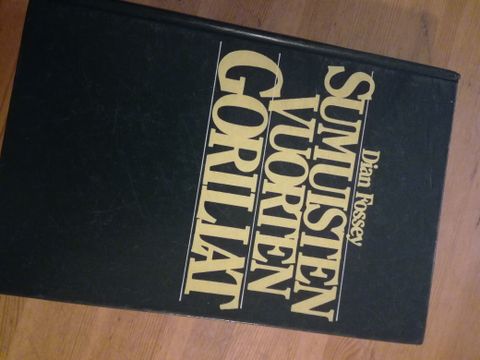 Dian Fossey
SUMUISTEN
VUORTEN
GORILLAT